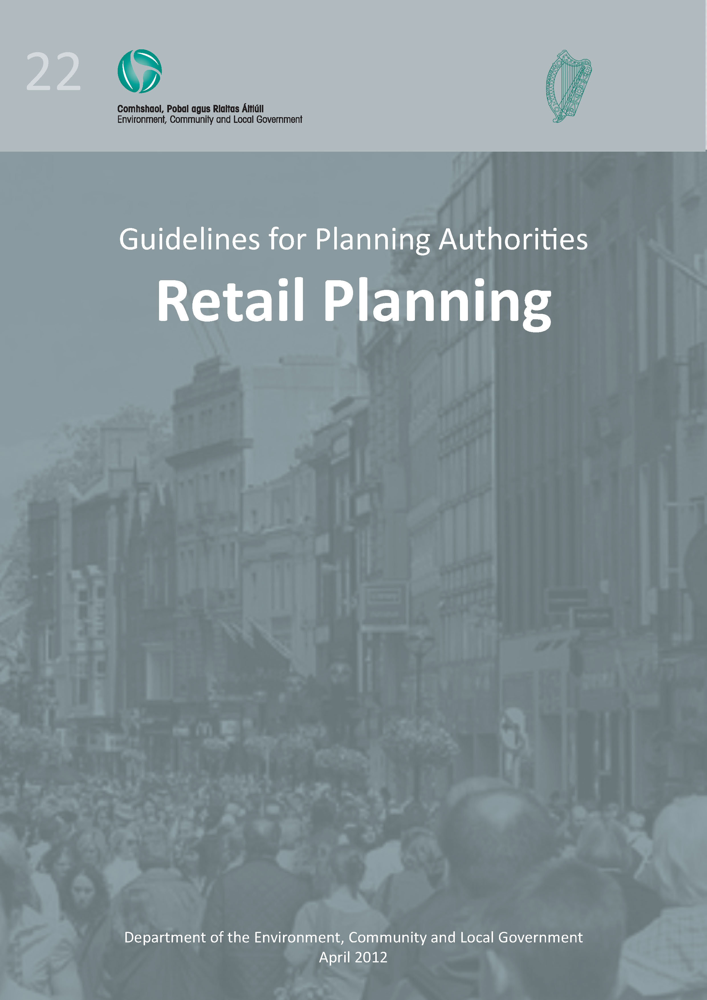 22
Comhshaol, Pobal agus Rialtas Áitiúil
Environment, Community and Local Government
Guidelines for Planning Authorities
Retail Planning
Department of the Environment, Community and Local Government
April 2012